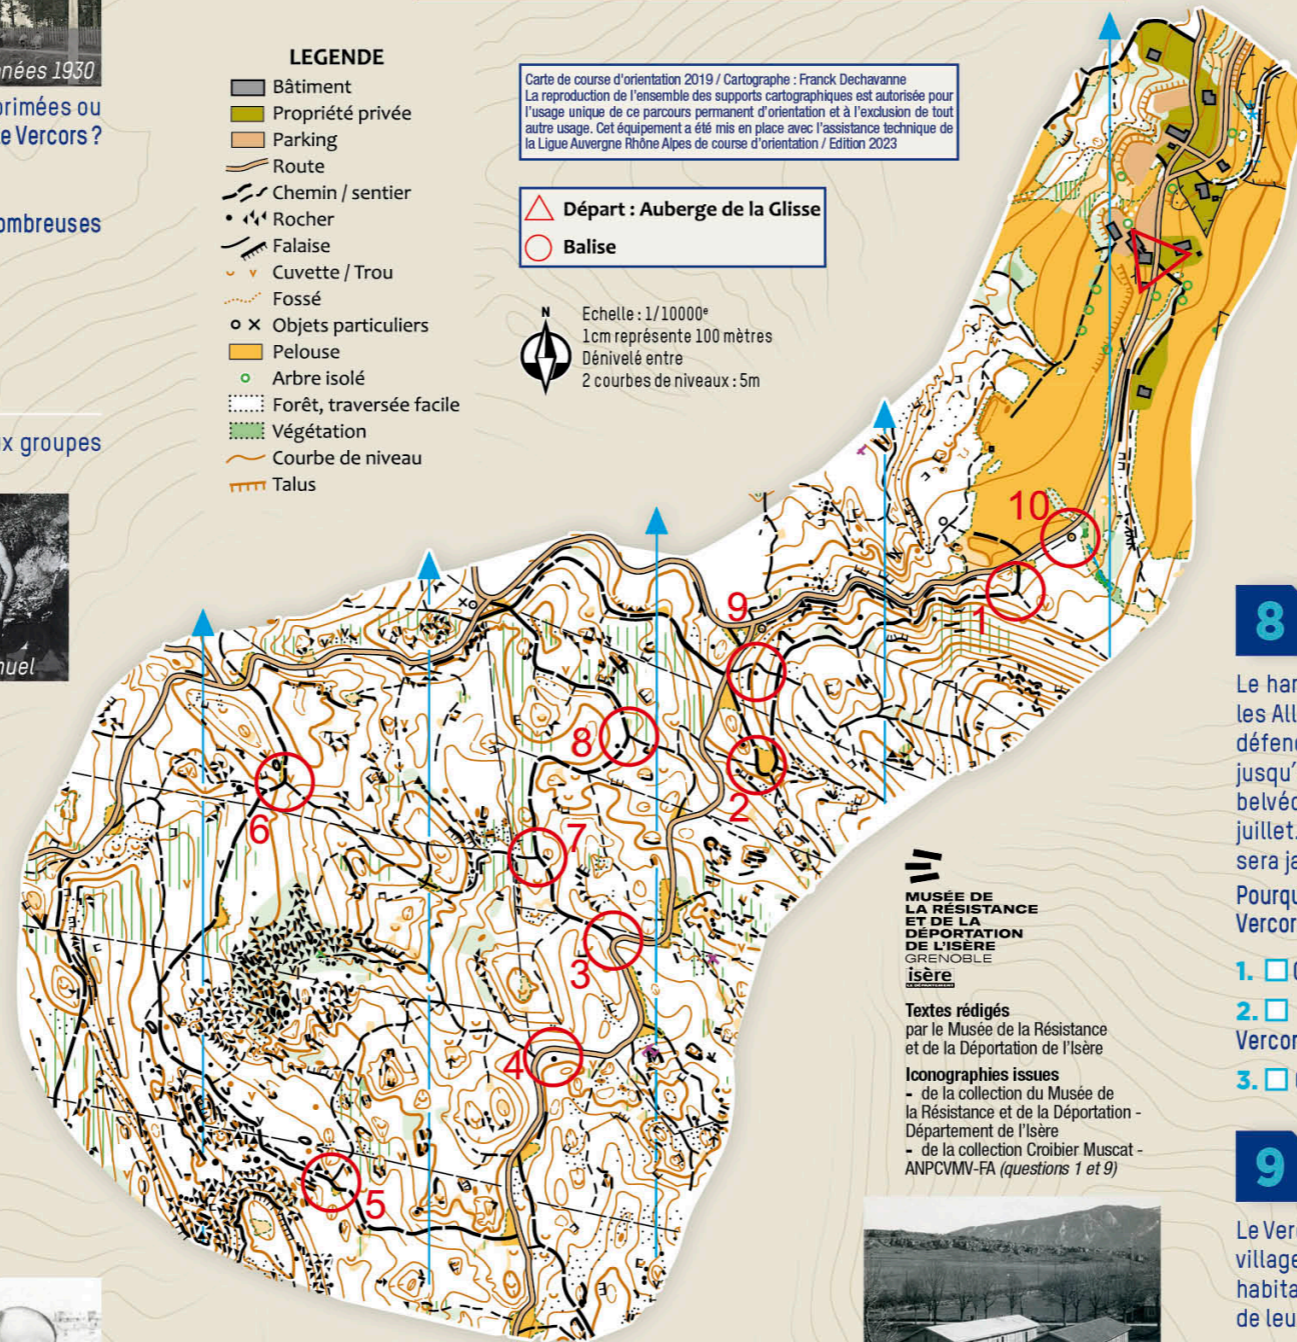 nnées 1930
primées ou
e Vercors ?
ombreuses
ux groupes
nuel
LEGENDE
Bâtiment
Propriété privée
Parking
Route
Chemin / sentier
Rocher
Falaise
Cuvette / Trou
Fossé
Objets particuliers
Pelouse
Arbre isolé
Forêt, traversée facile
Végétation
Courbe de niveau
Talus
Carte de course d'orientation 2019 / Cartographe : Franck Dechavanne
La reproduction de l'ensemble des supports cartographiques est autorisée pour
l'usage unique de ce parcours permanent d'orientation et à l'exclusion de tout
autre usage. Cet équipement a été mis en place avec l'assistance technique de
la Ligue Auvergne Rhône Alpes de course d'orientation / Edition 2023
Départ : Auberge de la Glisse
Balise
N
Echelle : 1/10000e
1cm représente 100 mètres
Dénivelé entre
2 courbes de niveaux : 5m
10
1
9
8
2
6
7
3
4
5
MUSÉE DE
LA RÉSISTANCE
ET DE LA
DÉPORTATION
DE L'ISÈRE
GRENOBLE
isère
LE DÉPARTEMENT
Textes rédigés
par le Musée de la Résistance
et de la Déportation de l'Isère
Iconographies issues
- de la collection du Musée de
la Résistance et de la Déportation -
Département de l'Isère
- de la collection Croibier Muscat -
ANPCVMV-FA (questions 1 et 9)
8
Le har
les All
défend
jusqu'
belvéd
juillet.
sera ja
Pourqu
Vercor
1.
2.
Vercor
3.
9
Le Verc
village
habita
de leu